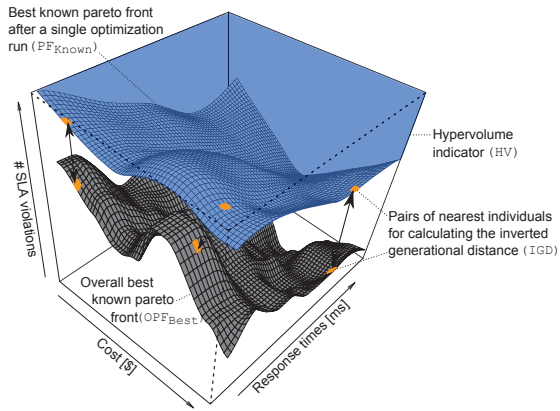 Best known pareto front
after a single optimization
run (PFKnown)
Hypervolume
indicator (HV)
# SLA violations
Pairs of nearest individuals
for calculating the inverted
generational distance (IGD)
Overall best
known pareto
front(OPFBest)
Cost [$]
Response times [ms]